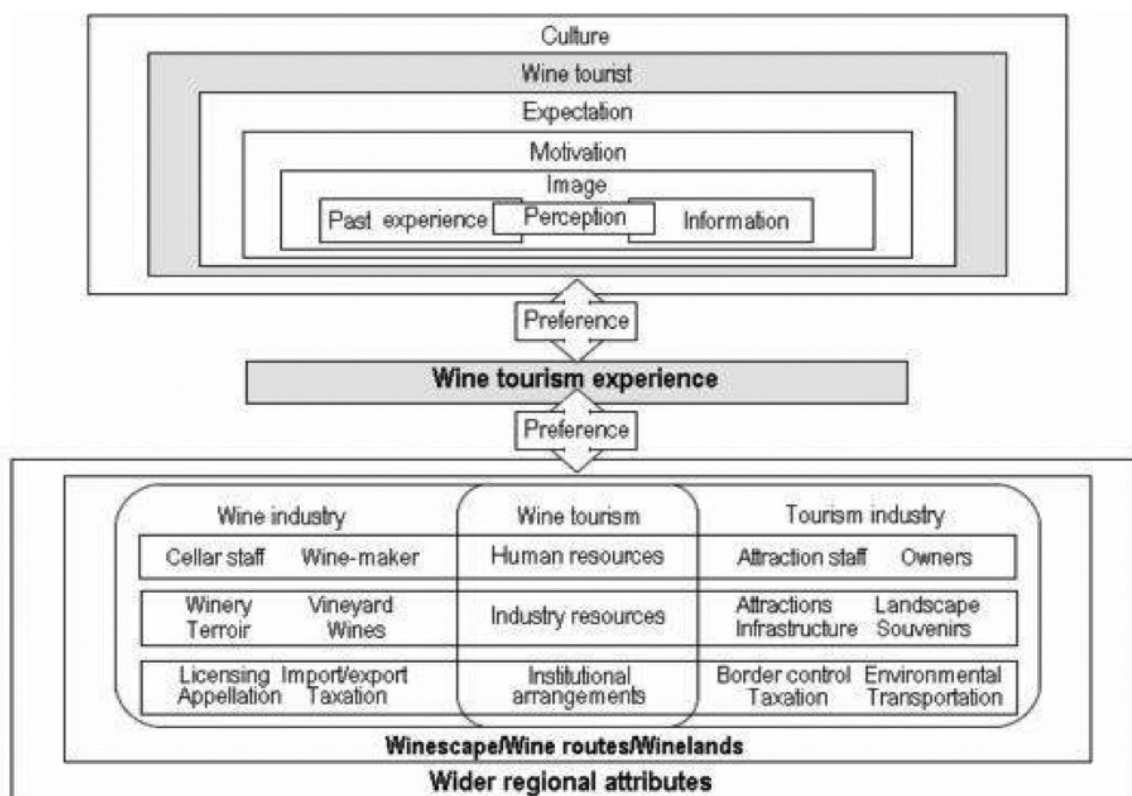 Culture
Wine tourist
Expectation
Motivation
Image
Past experience Perception Information
Preference
Wine tourism experience
Preference
Wine industry Wine tourism Tourism industry
Cellar staff Wine-maker Human resources Attraction staff Owners
Winery Vineyard Attractions Landscape
Terroir Wines Industry resources Infrastructure Souvenirs
Licensing Import/export Institutional Border control Environmental
Appellation Taxation arrangements Taxation Transportation
Winescape/Wine routes/Winelands
Wider regional attributes